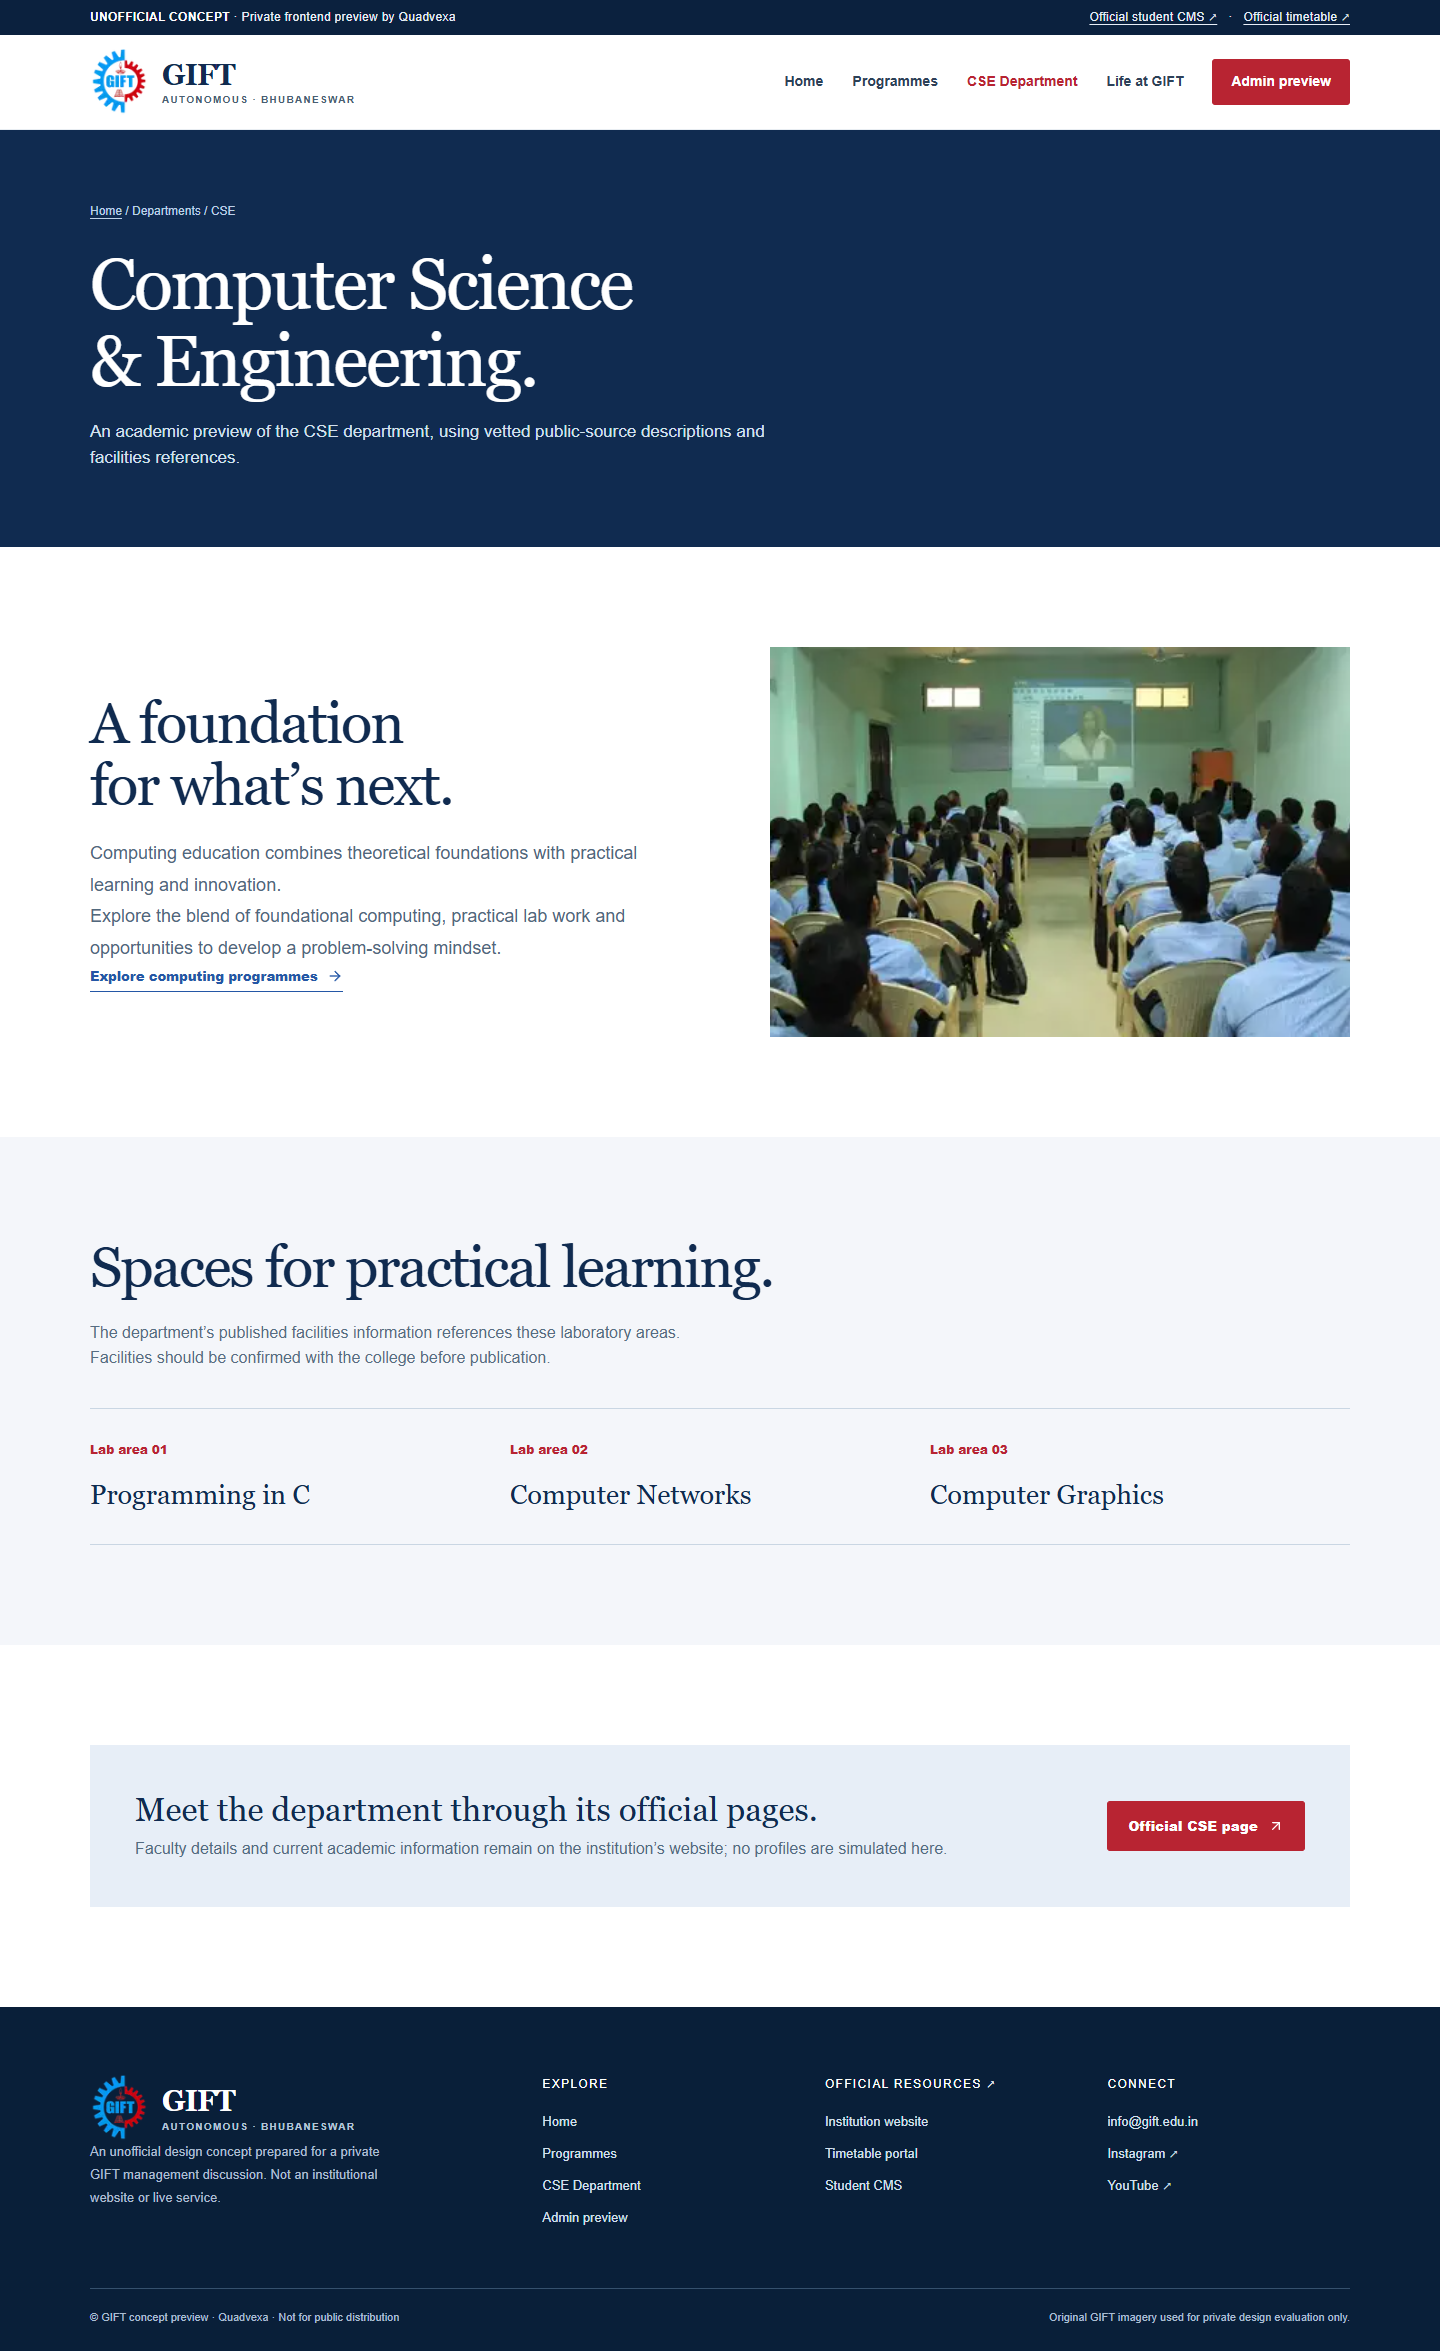 UNOFFICIAL CONCEPT · Private frontend preview by Quadvexa
Official student CMS ↗ · Official timetable ↗
GIFT
GIFT
AUTONOMOUS · BHUBANESWAR
Home
Programmes
CSE Department
Life at GIFT
Admin preview
Home / Departments / CSE
Computer Science
& Engineering.
An academic preview of the CSE department, using vetted public-source descriptions and
facilities references.
A foundation
for what’s next.
Computing education combines theoretical foundations with practical
learning and innovation.
Explore the blend of foundational computing, practical lab work and
opportunities to develop a problem-solving mindset.
Explore computing programmes →
Spaces for practical learning.
The department’s published facilities information references these laboratory areas.
Facilities should be confirmed with the college before publication.
Lab area 01
Programming in C
Lab area 02
Computer Networks
Lab area 03
Computer Graphics
Meet the department through its official pages.
Faculty details and current academic information remain on the institution’s website; no profiles are simulated here.
Official CSE page ↗
GIFT
GIFT
AUTONOMOUS · BHUBANESWAR
An unofficial design concept prepared for a private
GIFT management discussion. Not an institutional
website or live service.
EXPLORE
Home
Programmes
CSE Department
Admin preview
OFFICIAL RESOURCES ↗
Institution website
Timetable portal
Student CMS
CONNECT
info@gift.edu.in
Instagram ↗
YouTube ↗
© GIFT concept preview · Quadvexa · Not for public distribution
Original GIFT imagery used for private design evaluation only.